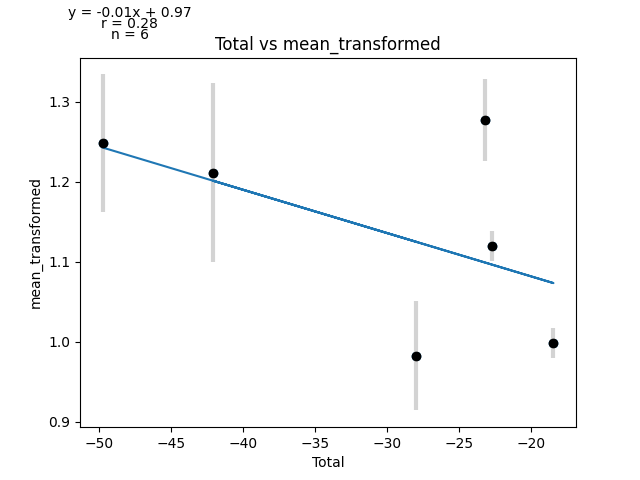 y = -0.01x + 0.97
r = 0.28
n = 6
Total vs mean_transformed
mean_transformed
1.3
1.2
1.1
1.0
0.9
−50
−45
−40
−35
−30
−25
−20
Total